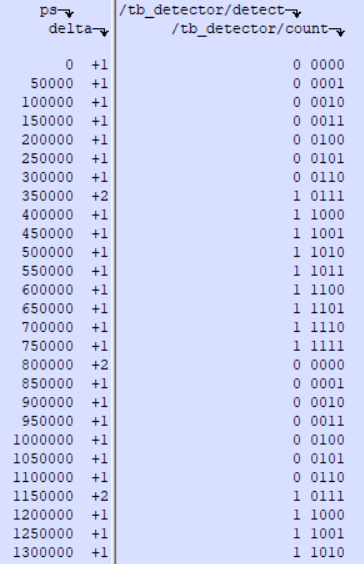 ps /tb_detector/detect
delta /tb_detector/count
0 +1 0 0000
50000 +1 0 0001
100000 +1 0 0010
150000 +1 0 0011
200000 +1 0 0100
250000 +1 0 0101
300000 +1 0 0110
350000 +2 1 0111
400000 +1 1 1000
450000 +1 1 1001
500000 +1 1 1010
550000 +1 1 1011
600000 +1 1 1100
650000 +1 1 1101
700000 +1 1 1110
750000 +1 1 1111
800000 +2 0 0000
850000 +1 0 0001
900000 +1 0 0010
950000 +1 0 0011
1000000 +1 0 0100
1050000 +1 0 0101
1100000 +1 0 0110
1150000 +2 1 0111
1200000 +1 1 1000
1250000 +1 1 1001
1300000 +1 1 1010